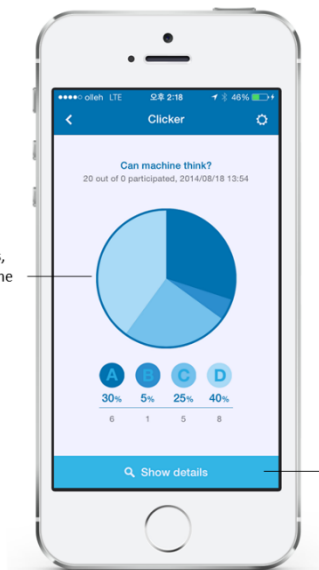 olleh LTE 오후 2:18 46%
Clicker
Can machine think?
20 out of 0 participated, 2014/08/18 13:54
A B C D
30% 5% 25% 40%
6 1 5 8
Show details